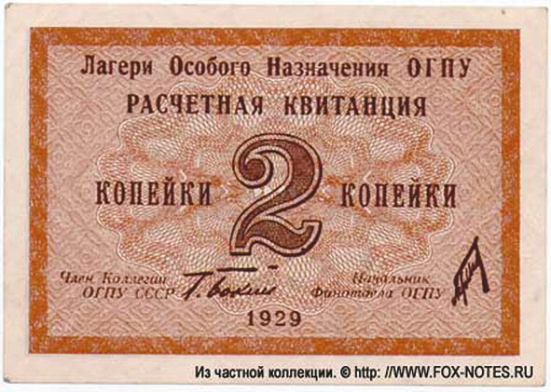 Лагери Особого Назначения ОГПУ
РАСЧЕТНАЯ КВИТАНЦИЯ
КОПЕЙКИ 2 КОПЕЙКИ
Член Коллегии
ОГПУ СССР
Г. Бокий
Начальник
Финотдела ОГПУ
1929
Из частной коллекции. © http: //www.FOX-NOTES.RU